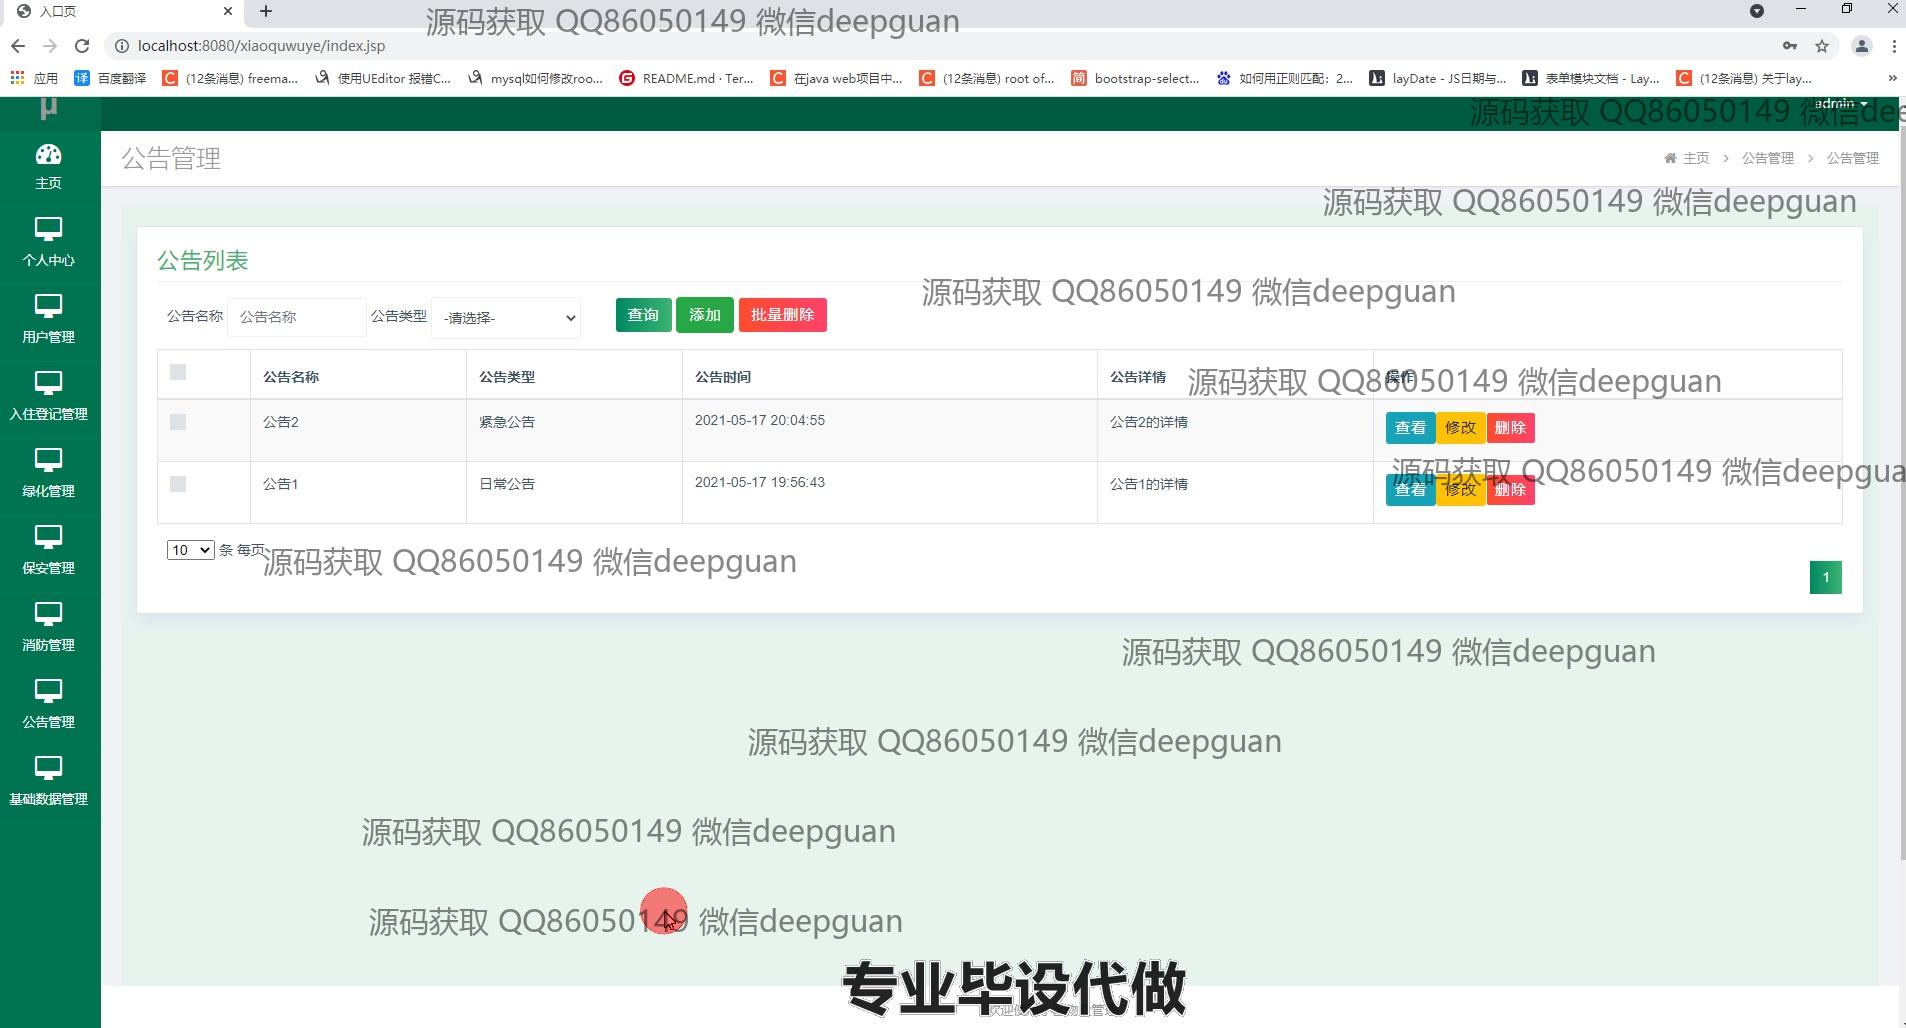 入口页
源码获取 QQ86050149 微信deepguan
localhost:8080/xiaoquwuye/index.jsp
应用 百度翻译 (12条消息) freema... 使用UEditor 报错C... mysql如何修改roo... README.md · Ter... 在java web项目中... (12条消息) root of... bootstrap-select... 如何用正则匹配：2... layDate - JS日期与... 表单模块文档 - Lay... (12条消息) 关于lay...
μ
admin
源码获取 QQ86050149 微信dee
公告管理
主页 > 公告管理 > 公告管理
主页
源码获取 QQ86050149 微信deepguan
个人中心
公告列表
源码获取 QQ86050149 微信deepguan
公告名称 公告名称 公告类型 -请选择- 查询 添加 批量删除
用户管理
公告名称 公告类型 公告时间 公告详情 操作
源码获取 QQ86050149 微信deepguan
入住登记管理
公告2 紧急公告 2021-05-17 20:04:55 公告2的详情 查看 修改 删除
源码获取 QQ86050149 微信deepgua
公告1 日常公告 2021-05-17 19:56:43 公告1的详情 查看 修改 删除
绿化管理
10 条 每页
源码获取 QQ86050149 微信deepguan
保安管理
1
消防管理
源码获取 QQ86050149 微信deepguan
公告管理
源码获取 QQ86050149 微信deepguan
基础数据管理
源码获取 QQ86050149 微信deepguan
源码获取 QQ86050149 微信deepguan
专业毕设代做